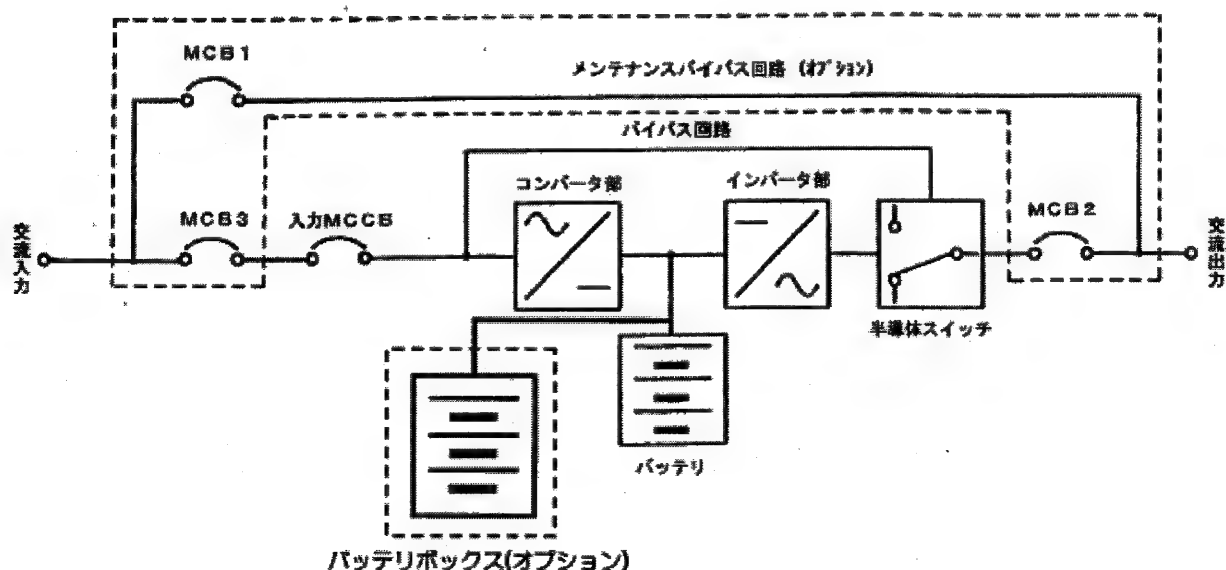 MCB1
メンテナンスバイパス回路 (ｵﾌﾟｼｮﾝ)
バイパス回路
コンバータ部
インバータ部
MCB3
入力MCCB
MCB2
交流入力
交流出力
半導体スイッチ
バッテリ
バッテリボックス(オプション)